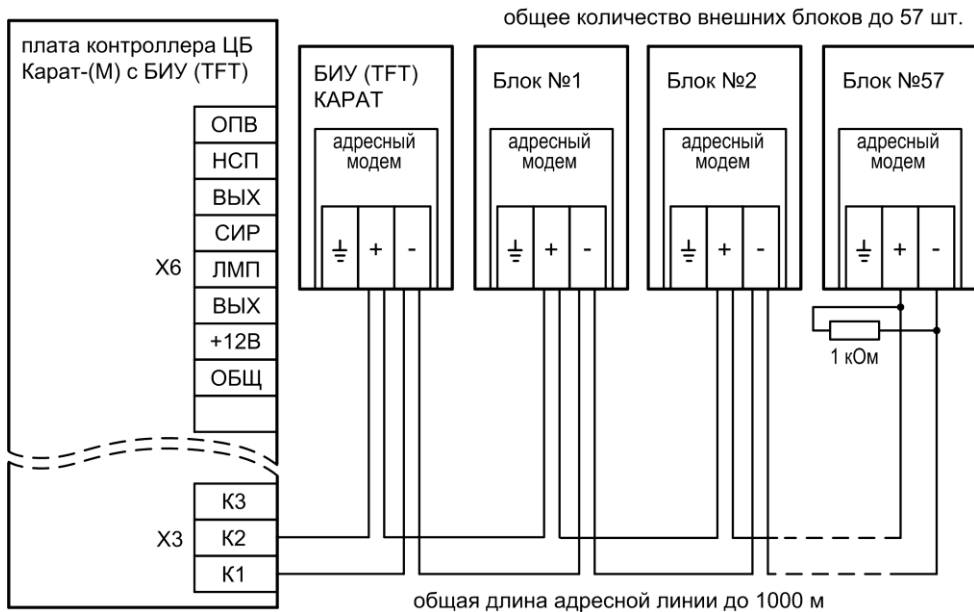 общее количество внешних блоков до 57 шт.
плата контроллера ЦБ
Карат-(М) с БИУ (TFT)
X6
ОПВ
НСП
ВЫХ
СИР
ЛМП
ВЫХ
+12В
ОБЩ
X3
К3
К2
К1
БИУ (TFT)
КАРАТ
адресный
модем
+ -
Блок №1
адресный
модем
+ -
Блок №2
адресный
модем
+ -
Блок №57
адресный
модем
+ -
1 кОм
общая длина адресной линии до 1000 м